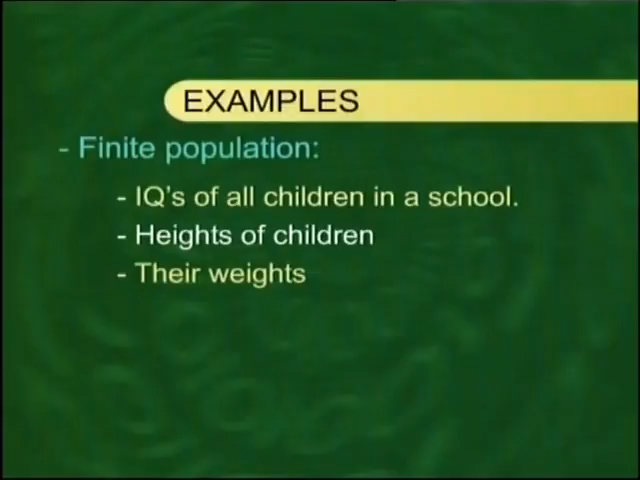 EXAMPLES
- Finite population:
- IQ's of all children in a school.
- Heights of children
- Their weights